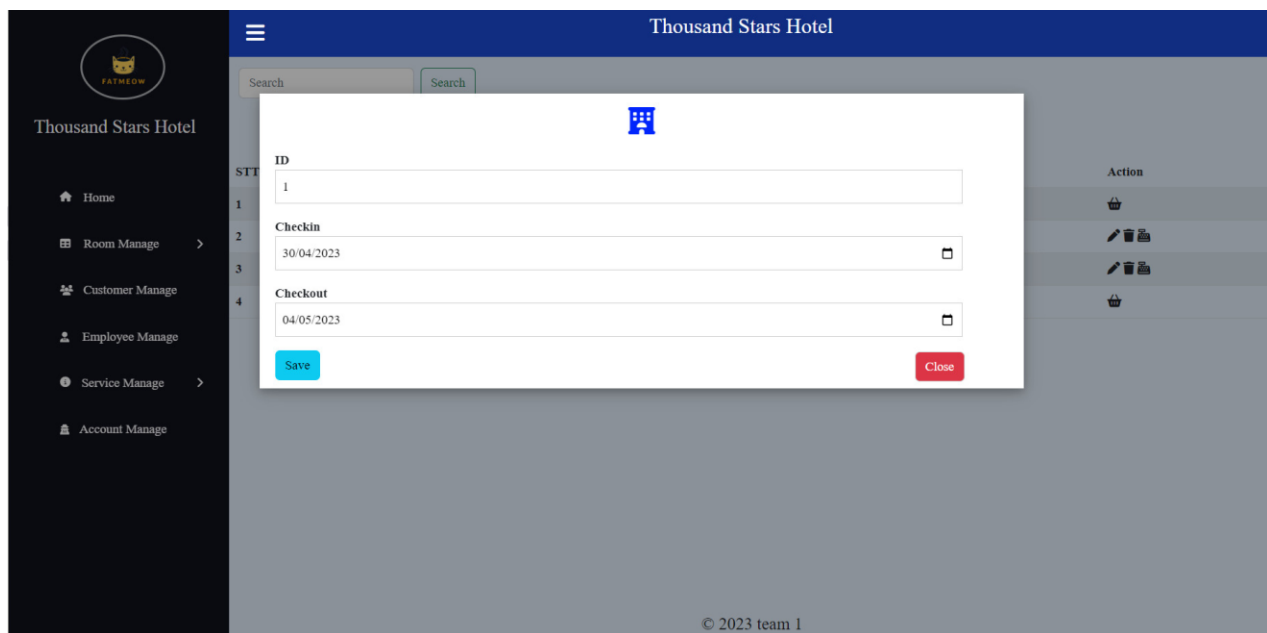 Thousand Stars Hotel
FATMEOW
Thousand Stars Hotel
Home
Room Manage
Customer Manage
Employee Manage
Service Manage
Account Manage
Search Search
STT Action
1
2
3
4
ID
1
Checkin
30/04/2023
Checkout
04/05/2023
Save Close
© 2023 team 1